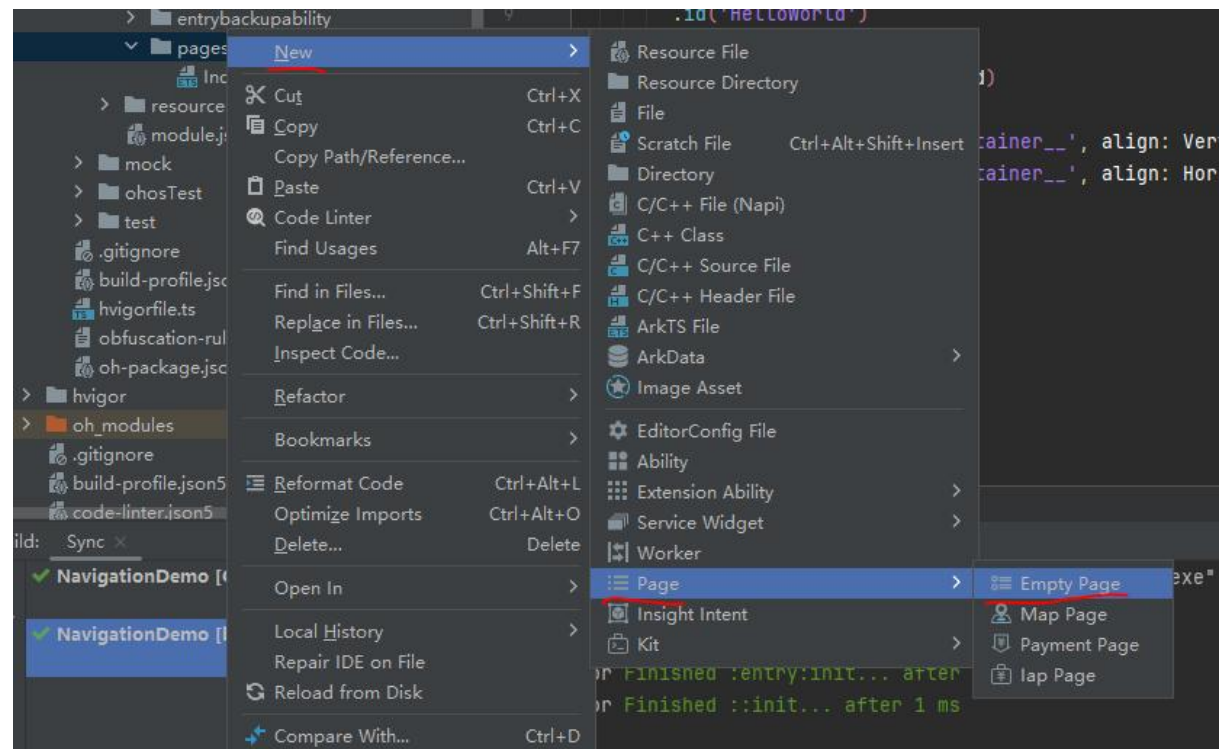 entrybackupability
pages
Inc
resource
module.js
mock
ohosTest
test
.gitignore
build-profile.jsc
hvigorfile.ts
obfuscation-rul
oh-package.jsc
hvigor
oh_modules
.gitignore
build-profile.json5
code-linter.json5
ild: Sync
NavigationDemo [
NavigationDemo [
New
Cut Ctrl+X
Copy Ctrl+C
Copy Path/Reference...
Paste Ctrl+V
Code Linter
Find Usages Alt+F7
Find in Files... Ctrl+Shift+F
Replace in Files... Ctrl+Shift+R
Inspect Code...
Refactor
Bookmarks
Reformat Code Ctrl+Alt+L
Optimize Imports Ctrl+Alt+O
Delete... Delete
Open In
Local History
Repair IDE on File
Reload from Disk
Compare With... Ctrl+D
Resource File
Resource Directory
File
Scratch File Ctrl+Alt+Shift+Insert
Directory
C/C++ File (Napi)
C++ Class
C/C++ Source File
C/C++ Header File
ArkTS File
ArkData
Image Asset
EditorConfig File
Ability
Extension Ability
Service Widget
Worker
Page
Insight Intent
Kit
Empty Page
Map Page
Payment Page
Iap Page
9 .id('HelloWorld')
)
tainer__', align: Ver
tainer__', align: Hor
exe"
or Finished :entry:init... after
or Finished ::init... after 1 ms